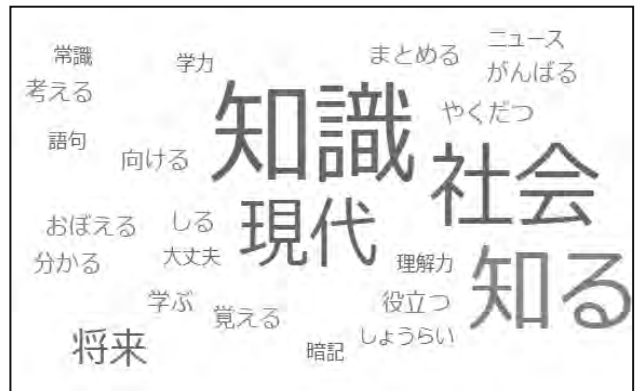 ニュース
常識
学力
まとめる
がんばる
考える
知識
やくだつ
語句
向ける
社会
おぼえる
しる
現代
分かる
大丈夫
理解力
知る
学ぶ
覚える
役立つ
将来
暗記
しょうらい